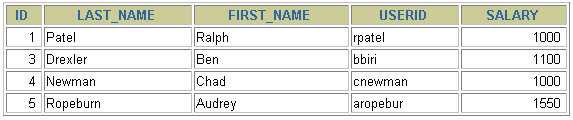 ID LAST_NAME FIRST_NAME USERID SALARY
1 Patel Ralph rpatel 1000
3 Drexler Ben bbiri 1100
4 Newman Chad cnewman 1000
5 Ropeburn Audrey aropebur 1550